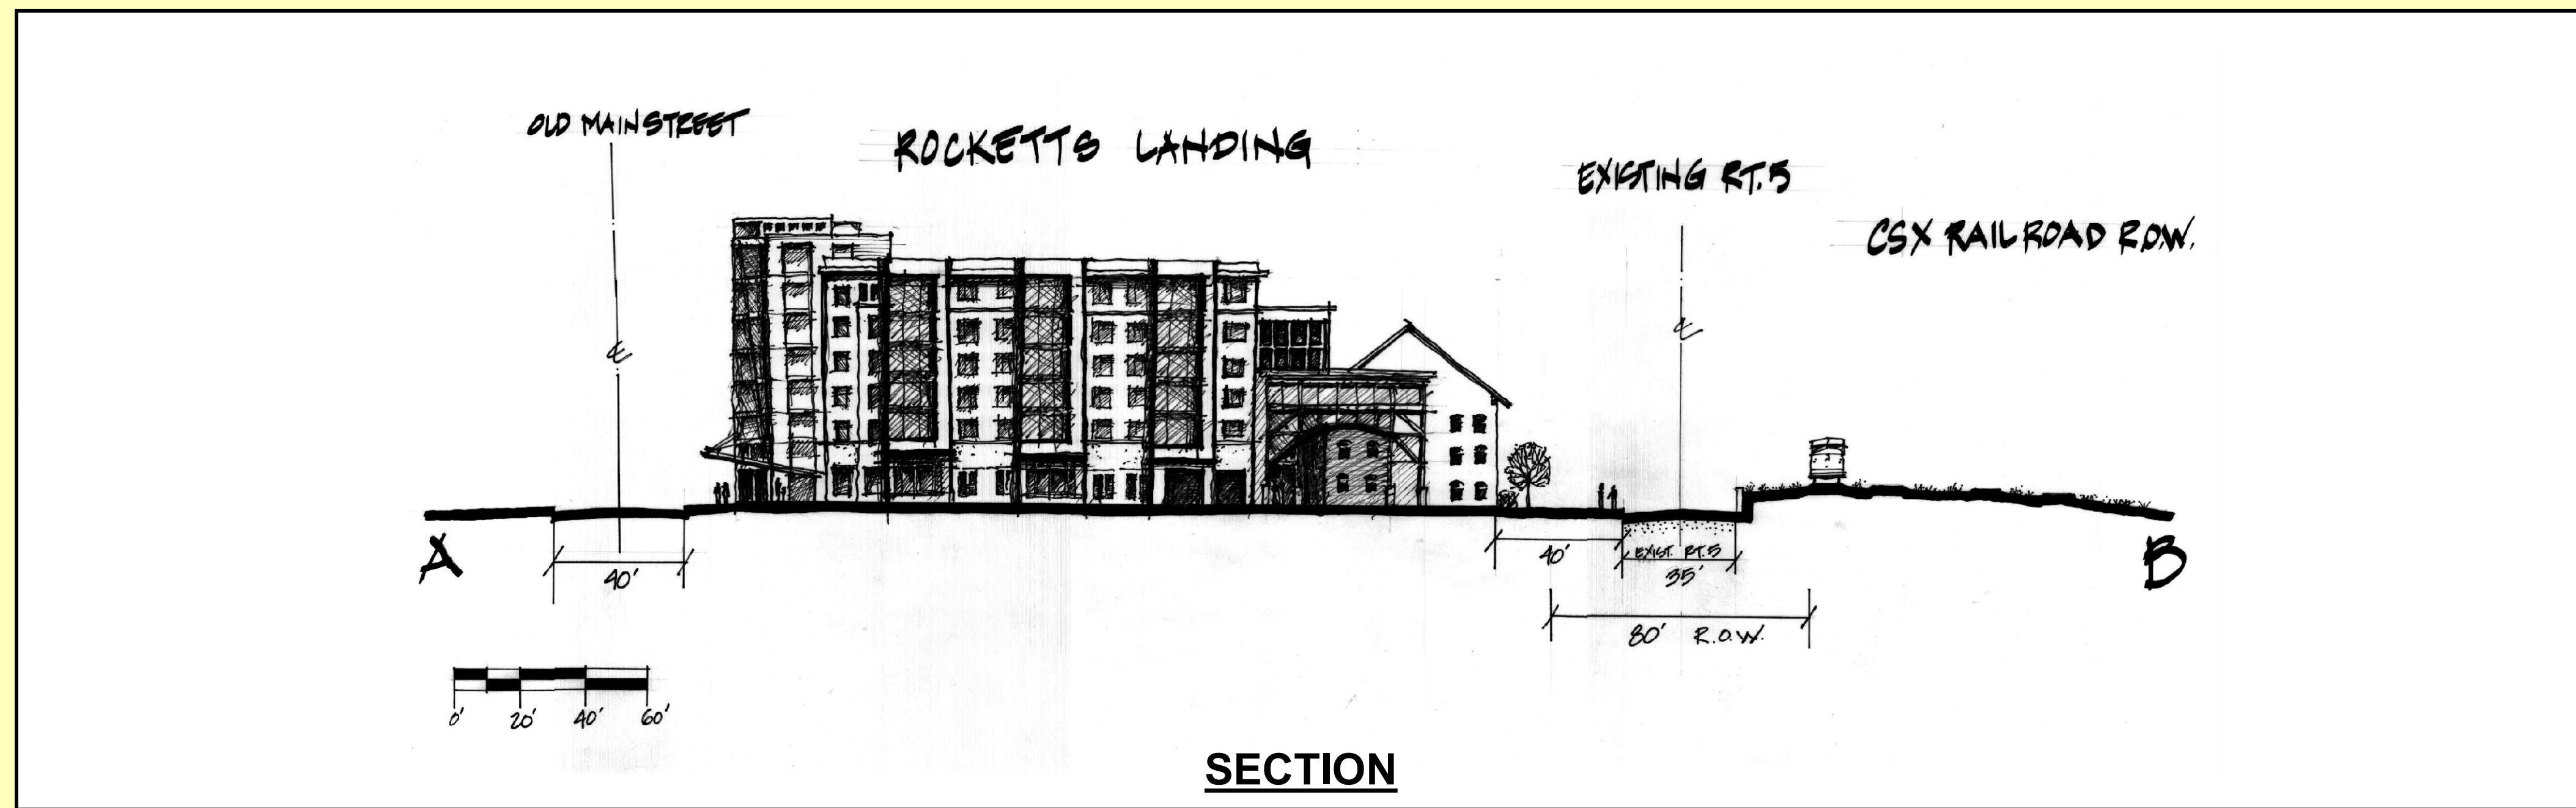 OLD MAIN STREET
ROCKETTS LANDING
EXISTING RT. 5
CSX RAILROAD R.O.W.
℄
℄
A
B
40'
40'
EXIST. RT. 5
35'
80' R.O.W.
0' 20' 40' 60'
SECTION